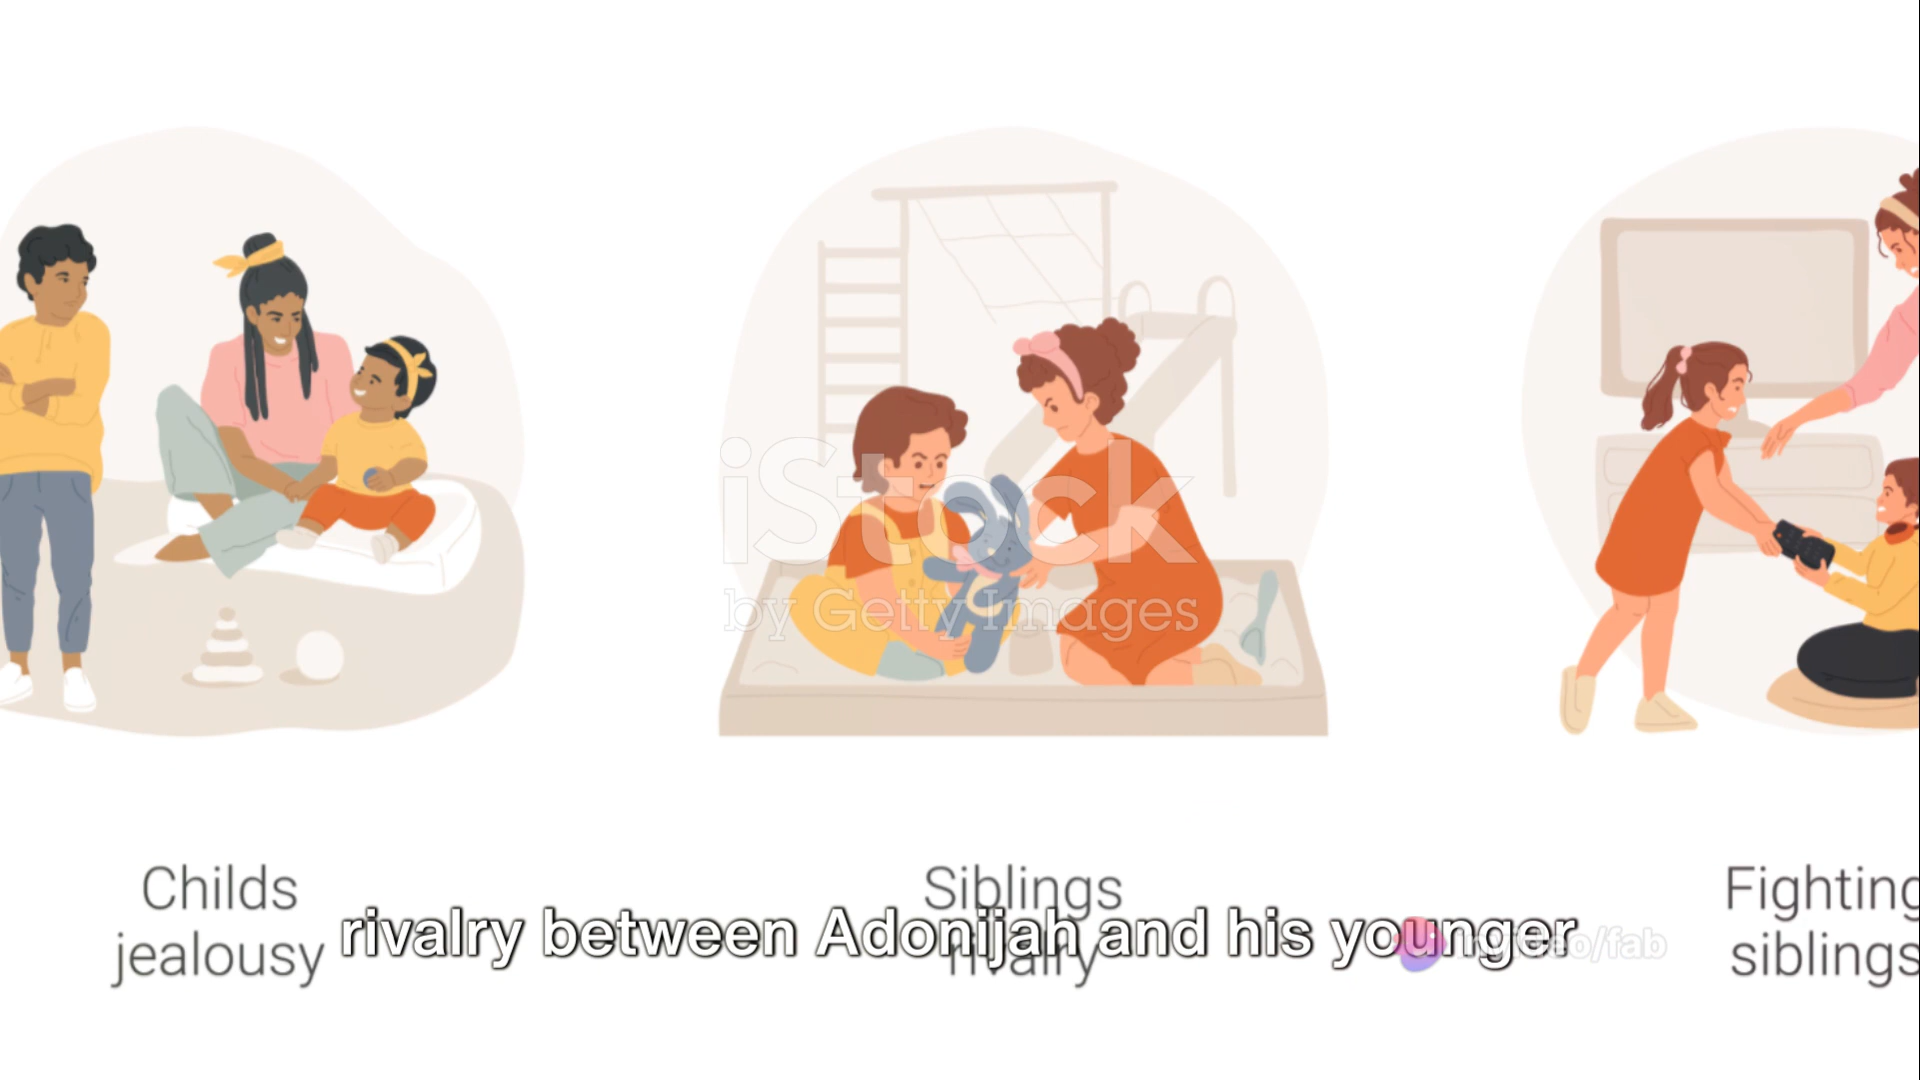 iStock
by Getty Images
Childs
jealousy
Siblings
rivalry
Fighting
siblings
rivalry between Adonijah and his younger